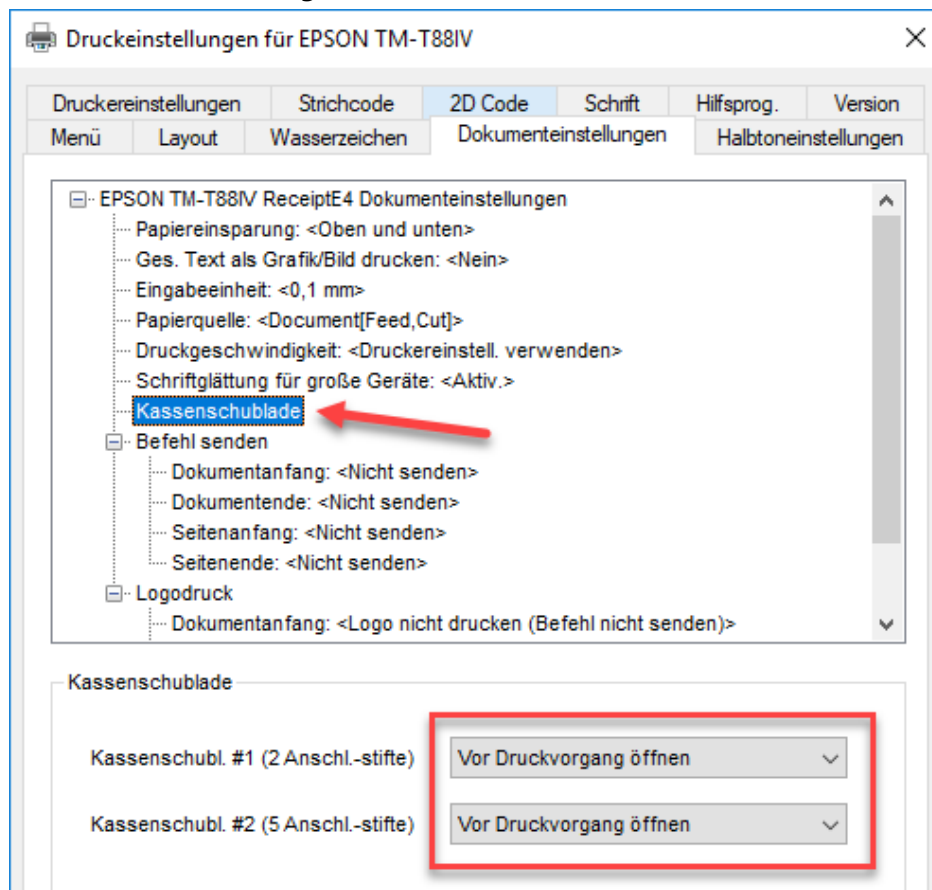 Druckeinstellungen für EPSON TM-T88IV
Druckereinstellungen Strichcode 2D Code Schrift Hilfsprog. Version
Menü Layout Wasserzeichen Dokumenteinstellungen Halbtoneinstellungen
EPSON TM-T88IV ReceiptE4 Dokumenteinstellungen
Papiereinsparung: <Oben und unten>
Ges. Text als Grafik/Bild drucken: <Nein>
Eingabeeinheit: <0,1 mm>
Papierquelle: <Document[Feed,Cut]>
Druckgeschwindigkeit: <Druckereinstell. verwenden>
Schriftglättung für große Geräte: <Aktiv.>
Kassenschublade
Befehl senden
Dokumentanfang: <Nicht senden>
Dokumentende: <Nicht senden>
Seitenanfang: <Nicht senden>
Seitenende: <Nicht senden>
Logodruck
Dokumentanfang: <Logo nicht drucken (Befehl nicht senden)>
Kassenschublade
Kassenschubl. #1 (2 Anschl.-stifte) Vor Druckvorgang öffnen
Kassenschubl. #2 (5 Anschl.-stifte) Vor Druckvorgang öffnen